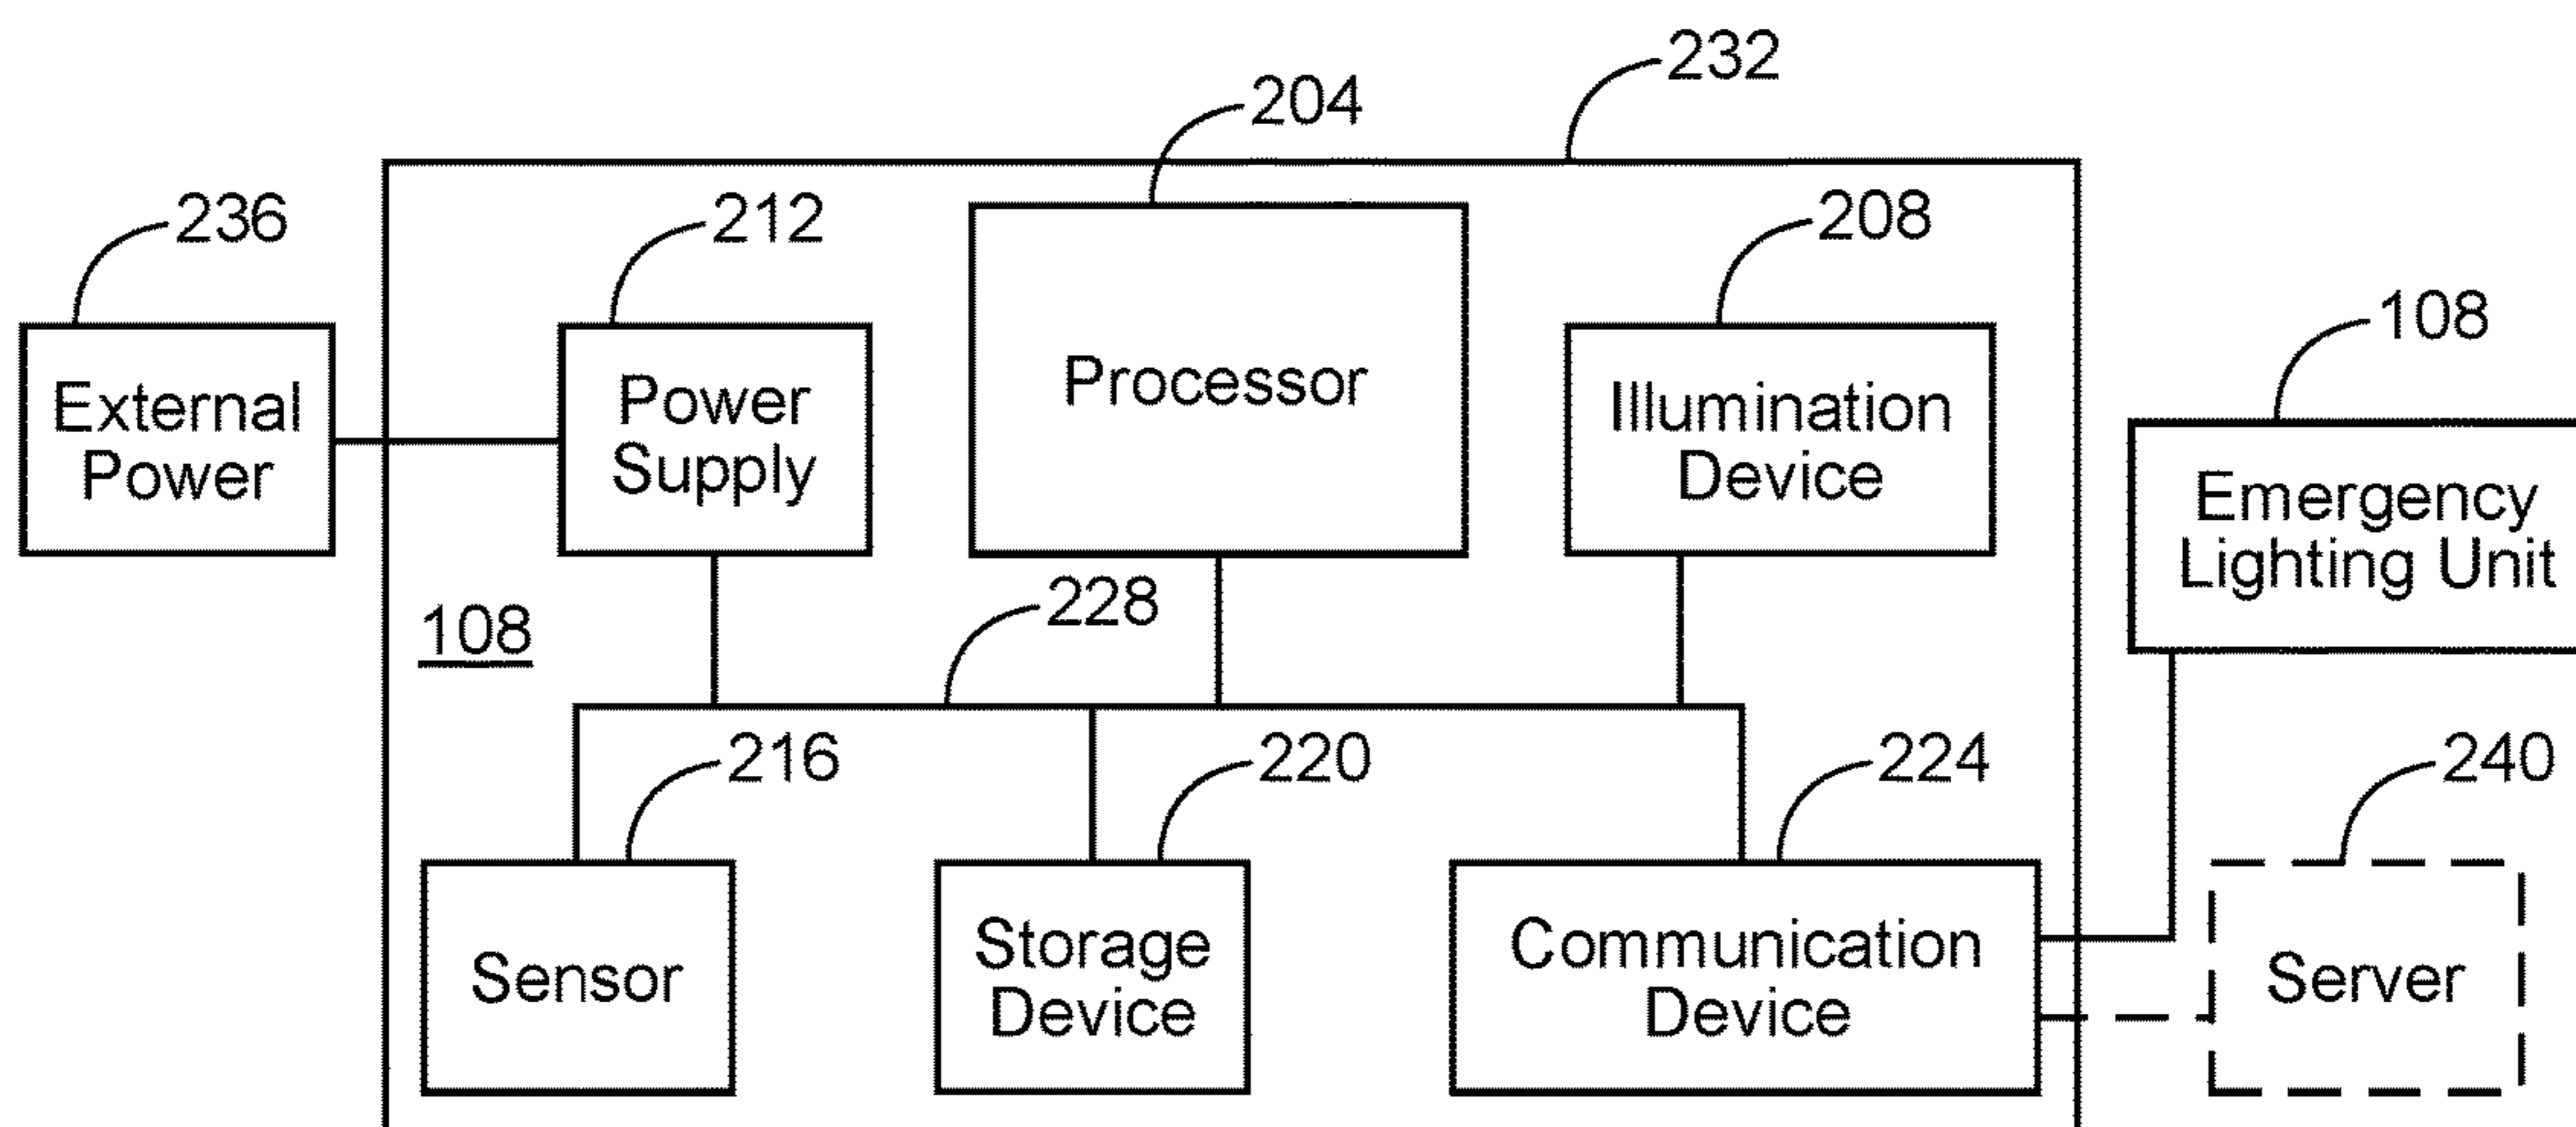 232
204
236
212
208
108
External
Power
Power
Supply
Processor
Illumination
Device
Emergency
Lighting Unit
108
228
216
220
224
240
Sensor
Storage
Device
Communication
Device
Server